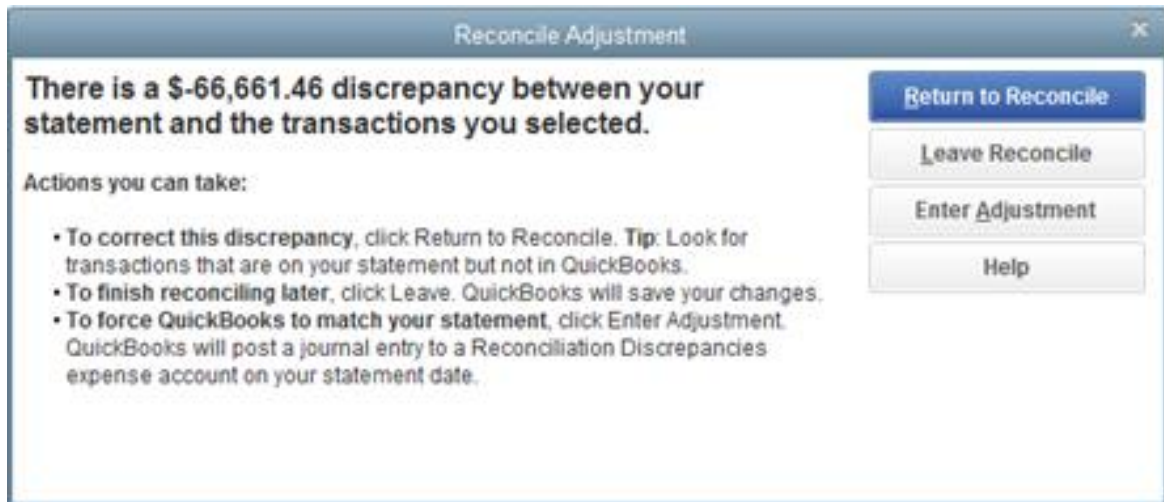 Reconcile Adjustment
There is a $-66,661.46 discrepancy between your
statement and the transactions you selected.
Return to Reconcile
Leave Reconcile
Enter Adjustment
Help
Actions you can take:
• To correct this discrepancy, click Return to Reconcile. Tip: Look for
transactions that are on your statement but not in QuickBooks.
• To finish reconciling later, click Leave. QuickBooks will save your changes.
• To force QuickBooks to match your statement, click Enter Adjustment.
QuickBooks will post a journal entry to a Reconciliation Discrepancies
expense account on your statement date.